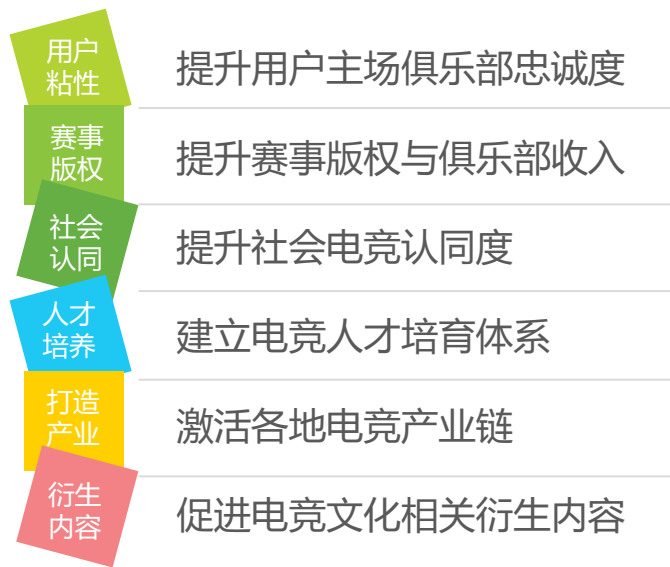 用户
粘性
提升用户主场俱乐部忠诚度
赛事
版权
提升赛事版权与俱乐部收入
社会
认同
提升社会电竞认同度
人才
培养
建立电竞人才培育体系
打造
产业
激活各地电竞产业链
衍生
内容
促进电竞文化相关衍生内容